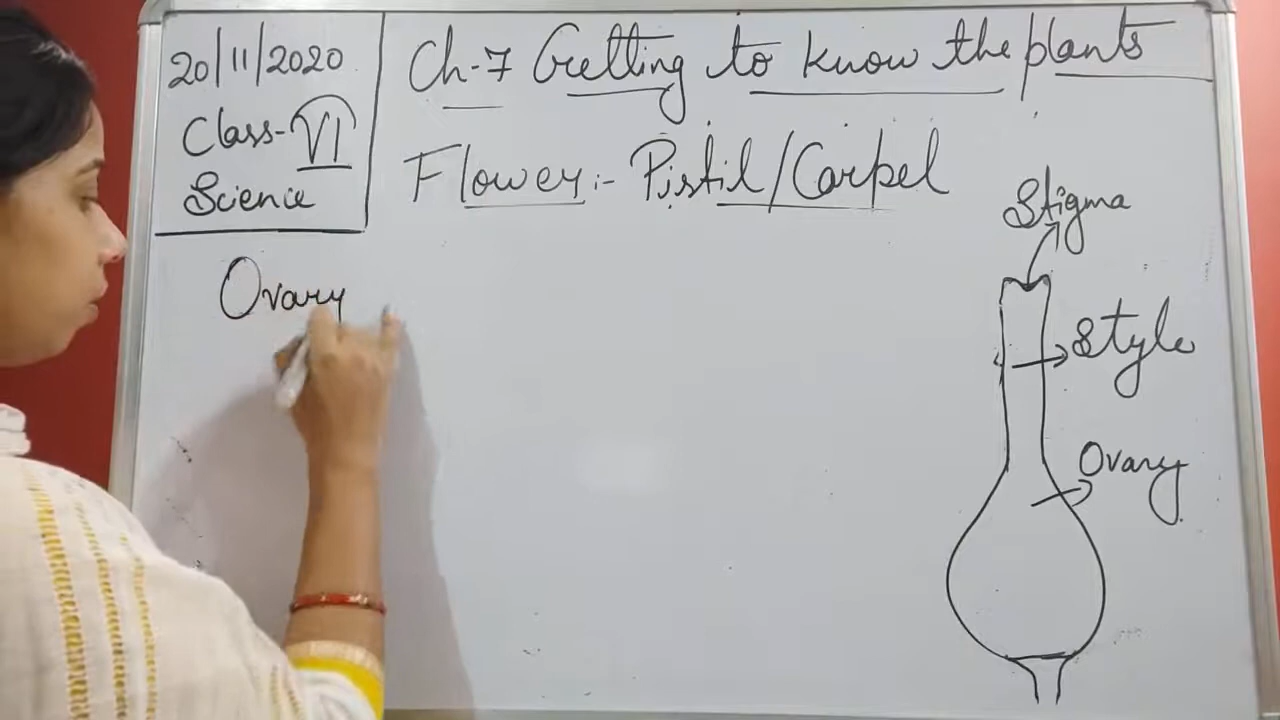 20/11/2020
Class-VI
Science
Ch-7 Getting to know the plants
Flower:- Pistil/Carpel
Stigma
Style
Ovary
Ovary